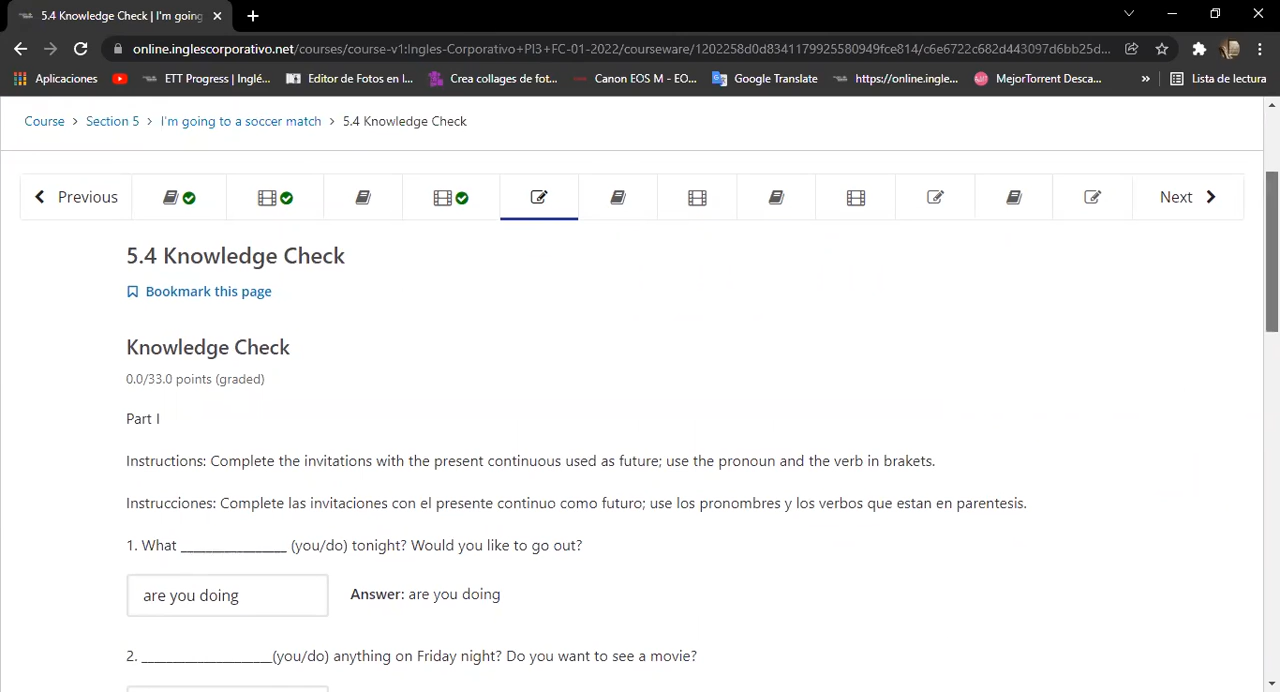 5.4 Knowledge Check | I'm going
online.inglescorporativo.net/courses/course-v1:Ingles-Corporativo+PI3+FC-01-2022/courseware/1202258d0d8341179925580949fce814/c6e6722c682d443097d6bb25d...
Aplicaciones ETT Progress | Inglé... Editor de Fotos en l... Crea collages de fot... Canon EOS M - EO... Google Translate https://online.ingle... MejorTorrent Desca... » Lista de lectura
Course > Section 5 > I'm going to a soccer match > 5.4 Knowledge Check
Previous Next
5.4 Knowledge Check
Bookmark this page
Knowledge Check
0.0/33.0 points (graded)
Part I
Instructions: Complete the invitations with the present continuous used as future; use the pronoun and the verb in brakets.
Instrucciones: Complete las invitaciones con el presente continuo como futuro; use los pronombres y los verbos que estan en parentesis.
1. What ________________ (you/do) tonight? Would you like to go out?
are you doing Answer: are you doing
2. ____________________(you/do) anything on Friday night? Do you want to see a movie?